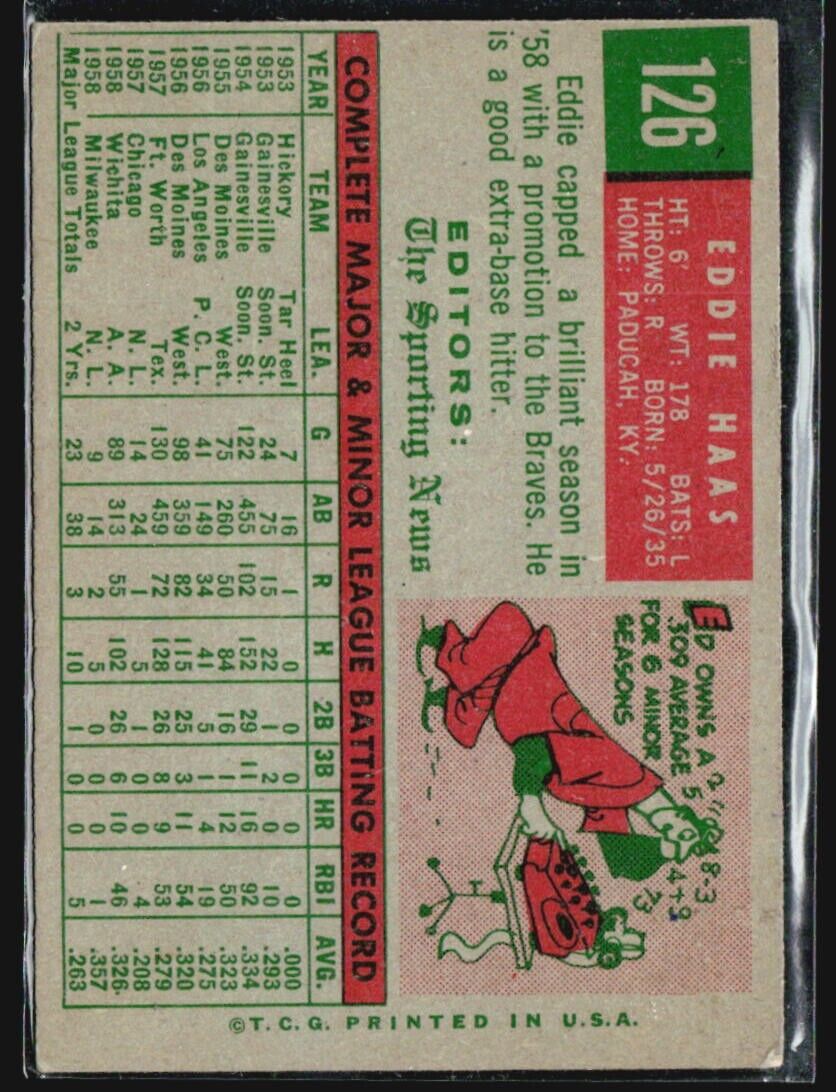 126
EDDIE HAAS
HT: 6' WT: 178 BATS: L
THROWS: R BORN: 5/26/35
HOME: PADUCAH, KY.
Eddie capped a brilliant season in
'58 with a promotion to the Braves. He
is a good extra-base hitter.
EDITORS:
The Sporting News
ED OWNS A
.309 AVERAGE
FOR 6 MINOR
SEASONS
8-3
4+9
COMPLETE MAJOR & MINOR LEAGUE BATTING RECORD
YEAR TEAM LEA. G AB R H 2B 3B HR RBI AVG.
1953 Hickory Tar Heel 7 16 1 0 0 0 0 0 .000
1953 Gainesville Soon. St. 24 75 15 22 1 2 0 10 .293
1954 Gainesville Soon. St. 122 455 102 152 29 11 16 92 .334
1955 Des Moines West. 75 260 50 84 16 1 12 50 .323
1956 Los Angeles P. C. L. 41 149 34 41 5 1 4 19 .275
1956 Des Moines West. 98 359 82 115 25 3 11 54 .320
1957 Ft. Worth Tex. 130 459 72 128 26 8 9 53 .279
1957 Chicago N. L. 14 24 1 5 1 0 0 4 .208
1958 Wichita A. A. 89 313 55 102 26 6 10 46 .326
1958 Milwaukee N. L. 9 14 2 5 0 0 0 1 .357
Major League Totals 2 Yrs. 23 38 3 10 1 0 0 5 .263
©T.C.G. PRINTED IN U.S.A.